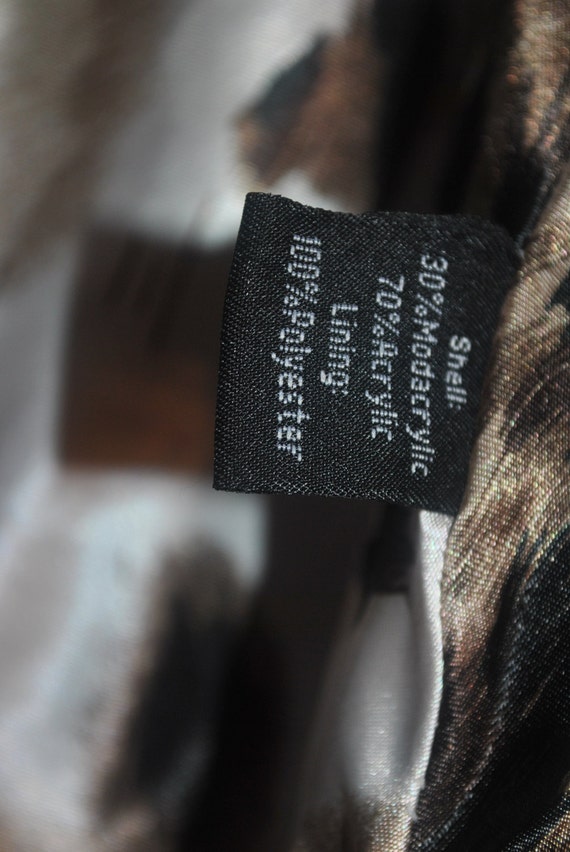 Shell:
30%Modacrylic
70%Acrylic
Lining:
100%Polyester